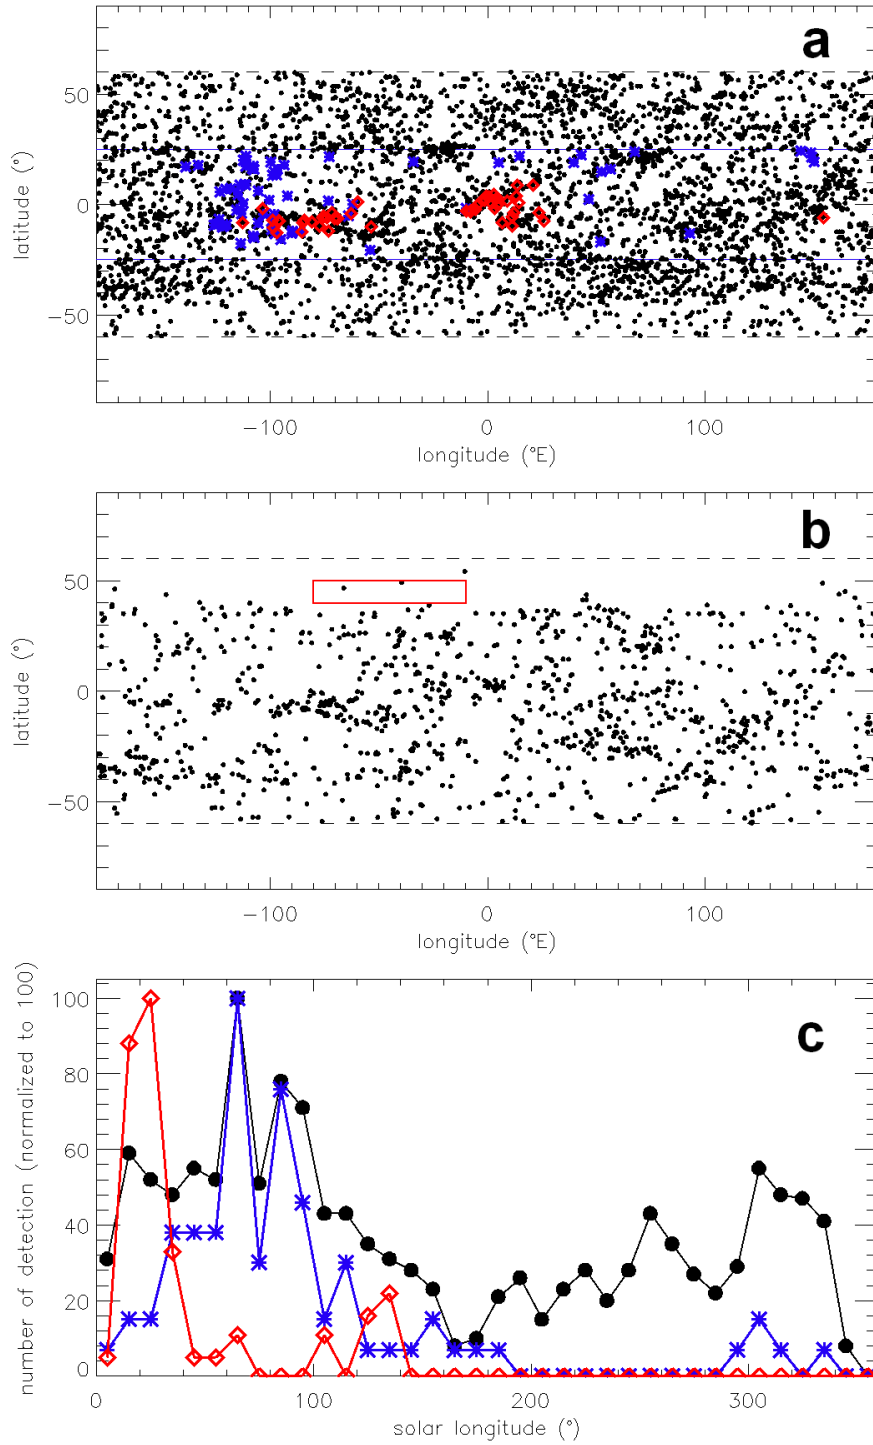 a
50
0
−50
latitude (°)
−100
0
100
longitude (°E)
b
50
0
−50
latitude (°)
−100
0
100
longitude (°E)
c
100
80
60
40
20
0
number of detection (normalized to 100)
0
100
200
300
solar longitude (°)